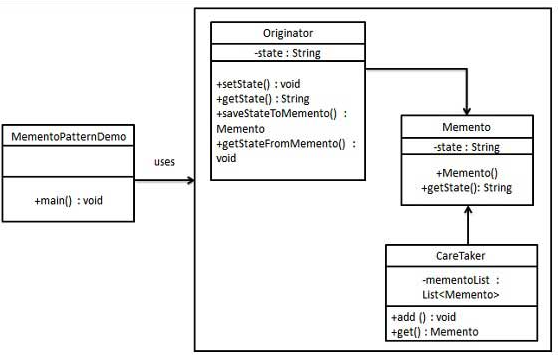 Originator
-state : String
+setState() : void
+getState() : String
+saveStateToMemento() :
Memento
+getStateFromMemento() :
void
MementoPatternDemo
+main() : void
uses
Memento
-state : String
+Memento()
+getState(): String
CareTaker
-mementoList :
List<Memento>
+add () : void
+get() : Memento